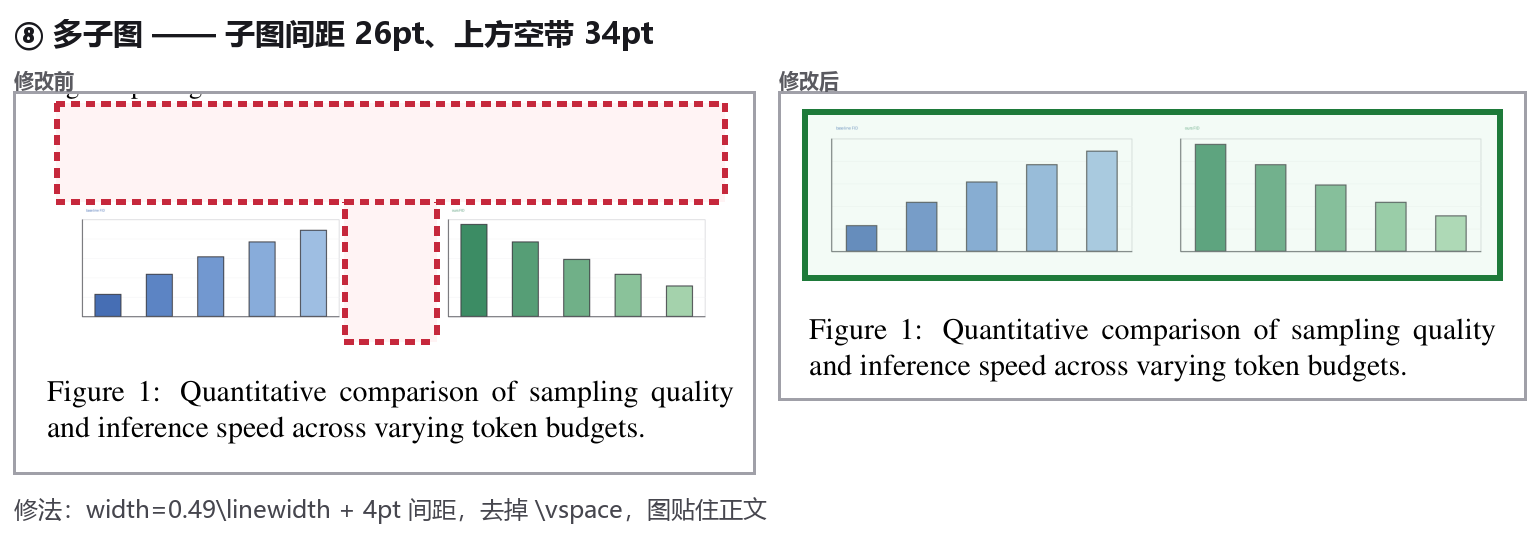 ⑧ 多子图 —— 子图间距 26pt、上方空带 34pt
修改前
修改后
Figure 1: Quantitative comparison of sampling quality
and inference speed across varying token budgets.
Figure 1: Quantitative comparison of sampling quality
and inference speed across varying token budgets.
修法：width=0.49\linewidth + 4pt 间距，去掉 \vspace，图贴住正文